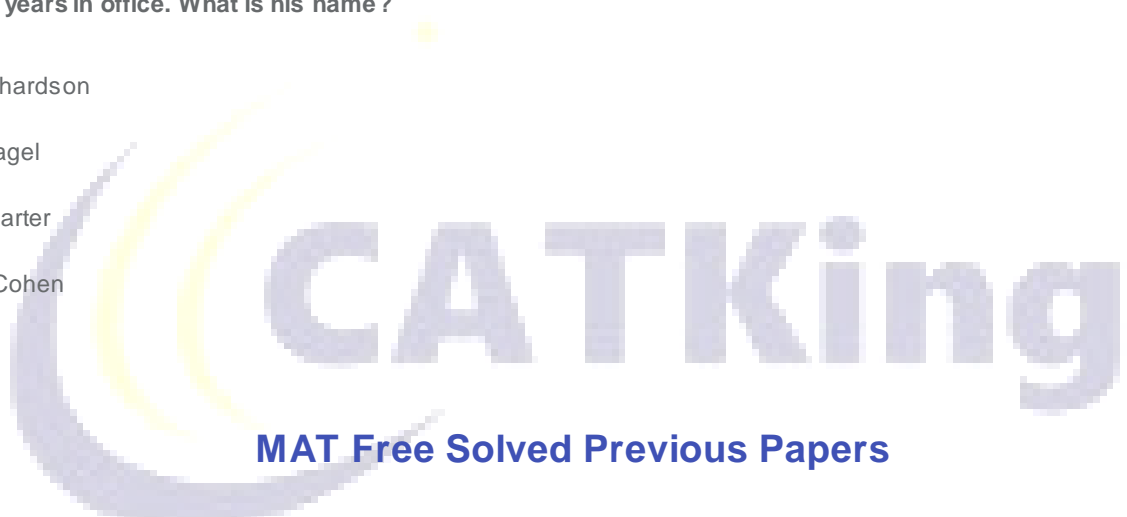 years in office. What is his name?
hardson
agel
arter
Cohen
CATKing
MAT Free Solved Previous Papers